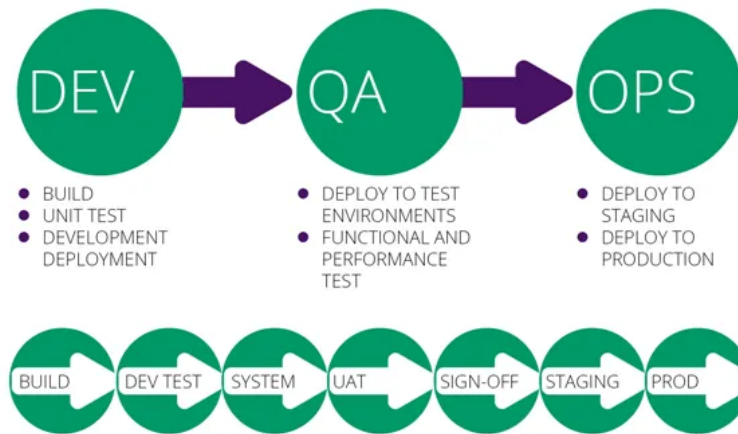 DEV
QA
OPS
BUILD
UNIT TEST
DEVELOPMENT
DEPLOYMENT
DEPLOY TO TEST
ENVIRONMENTS
FUNCTIONAL AND
PERFORMANCE
TEST
DEPLOY TO
STAGING
DEPLOY TO
PRODUCTION
BUILD
DEV TEST
SYSTEM
UAT
SIGN-OFF
STAGING
PROD